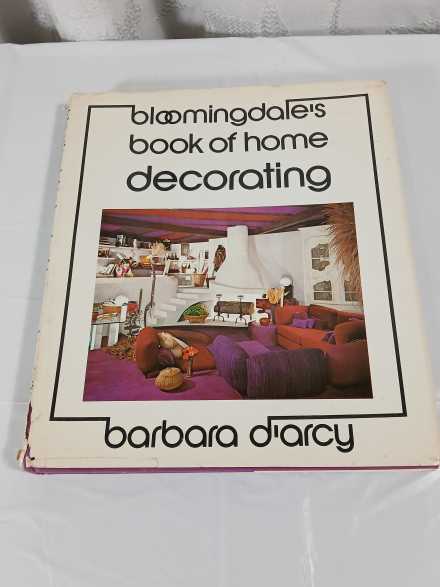 bloomingdale's
book of home
decorating
barbara d'arcy